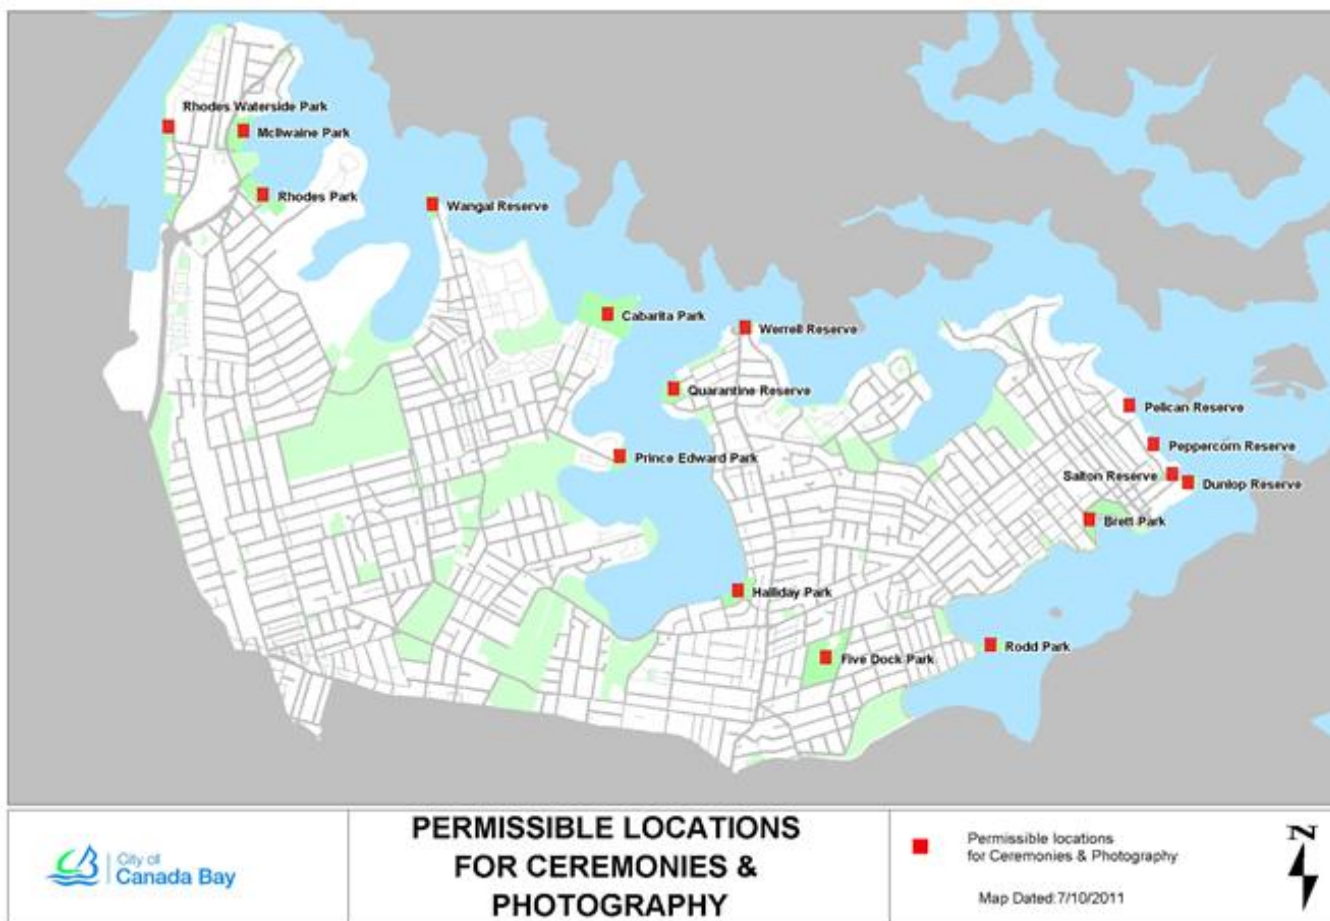 Rhodes Waterside Park
McIlwaine Park
Rhodes Park
Wangal Reserve
Cabarita Park
Werrell Reserve
Quarantine Reserve
Pelican Reserve
Peppercorn Reserve
Prince Edward Park
Salton Reserve
Dunlop Reserve
Brett Park
Halliday Park
Rodd Park
Five Dock Park
City of
Canada Bay
PERMISSIBLE LOCATIONS
FOR CEREMONIES &
PHOTOGRAPHY
Permissible locations
for Ceremonies & Photography
Map Dated:7/10/2011
N